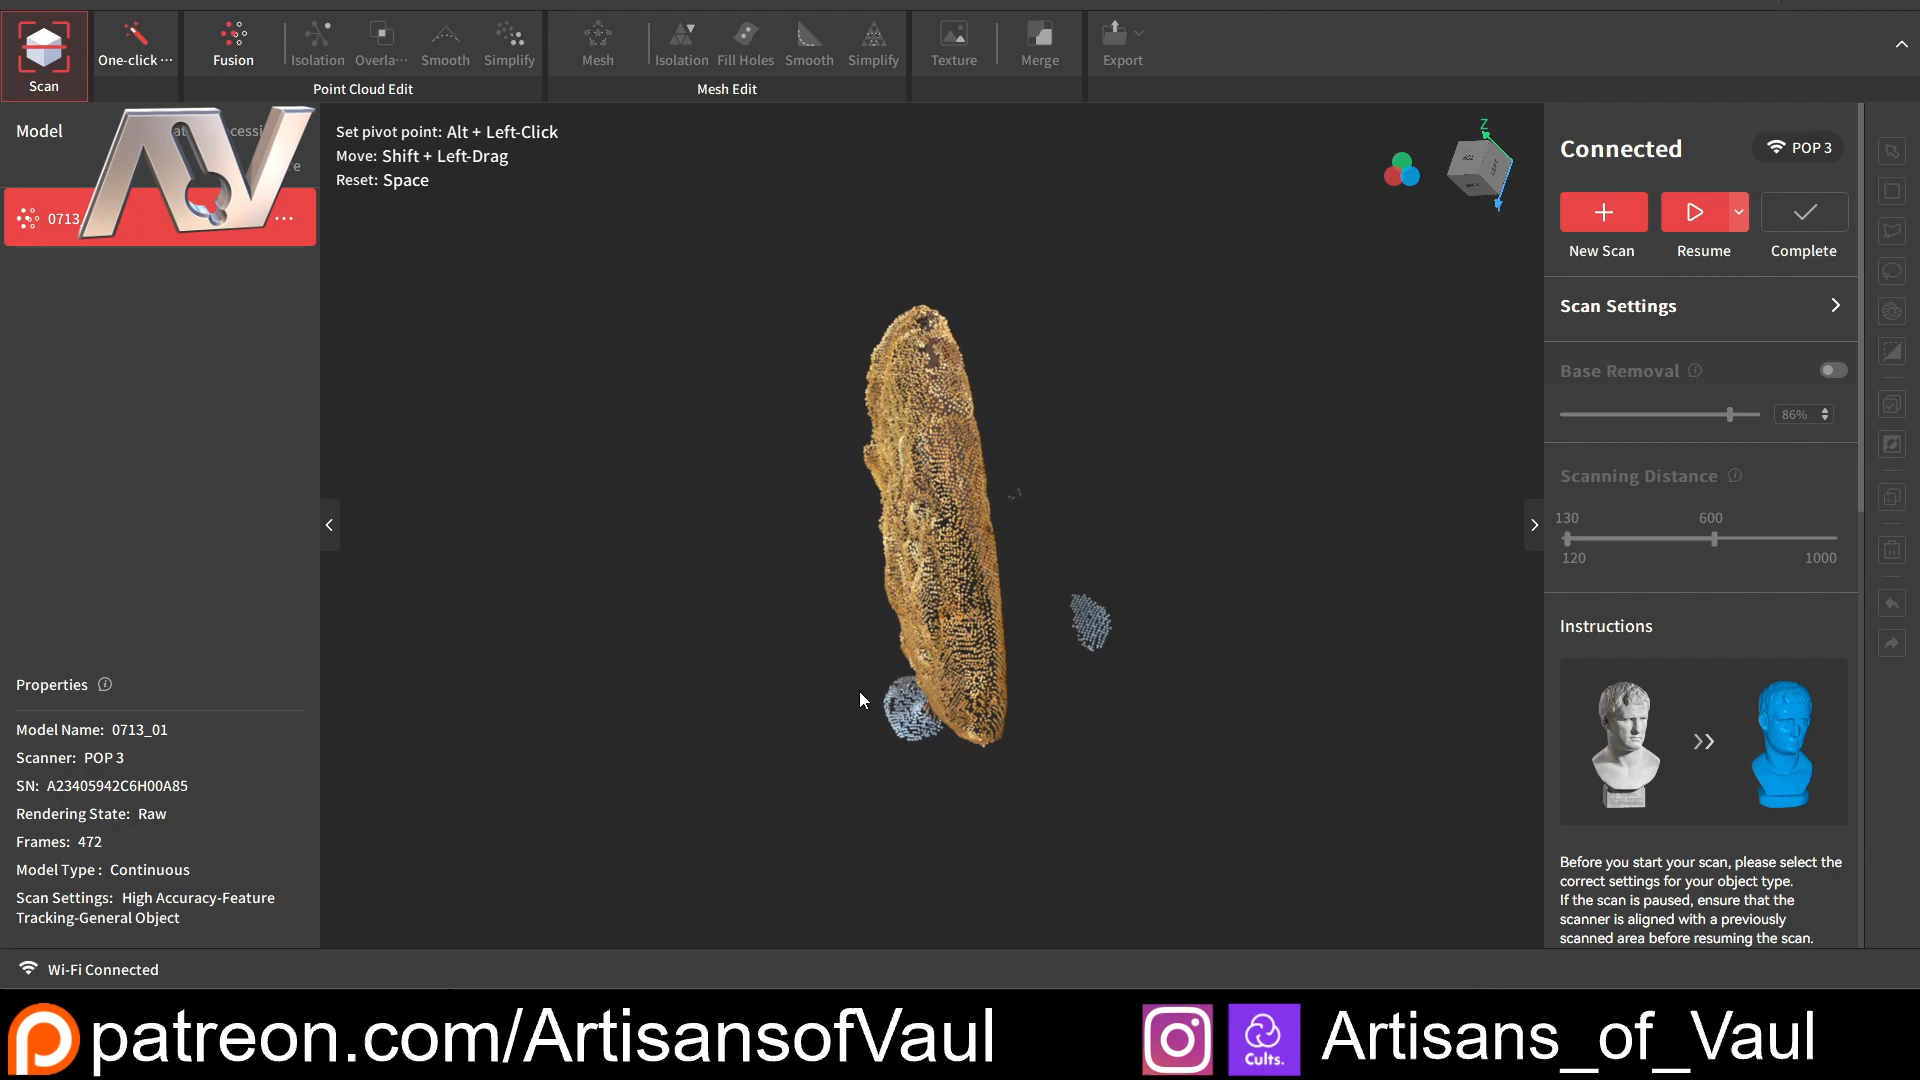 Scan
One-click ···
Fusion
Isolation
Overla···
Smooth
Simplify
Point Cloud Edit
Mesh
Isolation
Fill Holes
Smooth
Simplify
Mesh Edit
Texture
Merge
Export
Model
Set pivot point: Alt + Left-Click
Move: Shift + Left-Drag
Reset: Space
Z
Connected
POP 3
AV
0713
···
New Scan
Resume
Complete
Scan Settings
Base Removal
86%
Scanning Distance
130
600
120
1000
Instructions
Properties
Model Name: 0713_01
Scanner: POP 3
SN: A23405942C6H00A85
Rendering State: Raw
Frames: 472
Model Type : Continuous
Scan Settings: High Accuracy-Feature
Tracking-General Object
Before you start your scan, please select the
correct settings for your object type.
If the scan is paused, ensure that the
scanner is aligned with a previously
scanned area before resuming the scan.
Wi-Fi Connected
patreon.com/ArtisansofVaul
Cults.
Artisans_of_Vaul